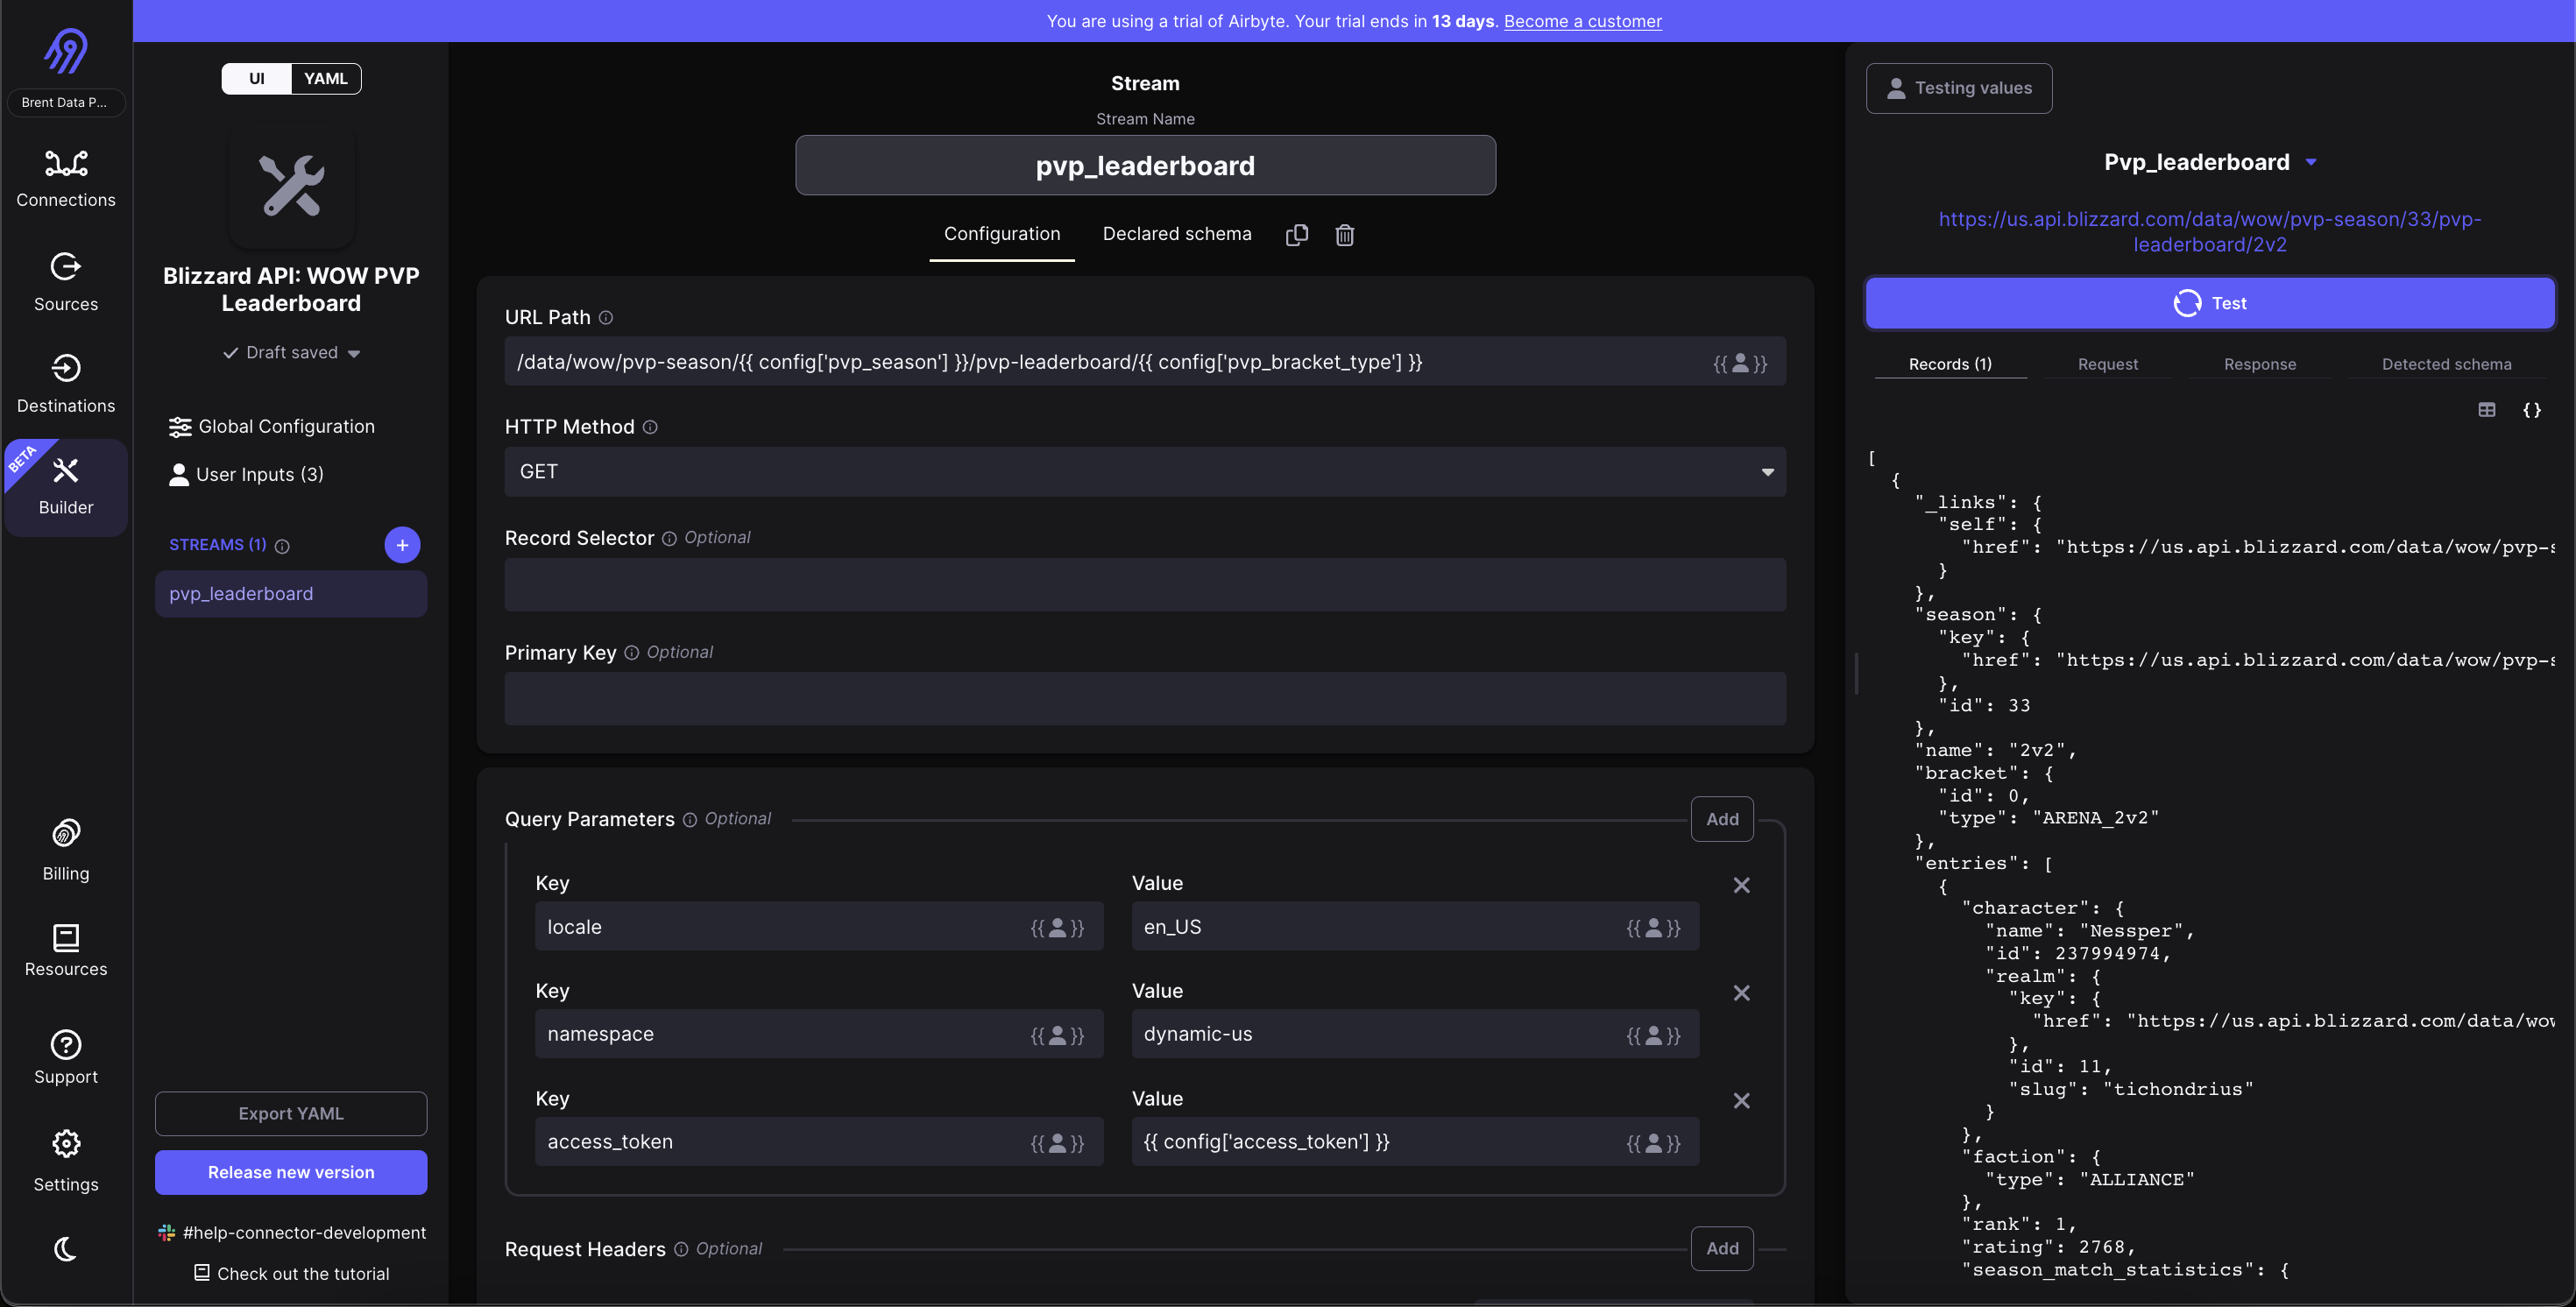 You are using a trial of Airbyte. Your trial ends in 13 days. Become a customer
Brent Data P...
Connections
Sources
Destinations
BETA
Builder
Billing
Resources
Support
Settings
UI
YAML
Blizzard API: WOW PVP
Leaderboard
Draft saved
Global Configuration
User Inputs (3)
STREAMS (1)
+
pvp_leaderboard
Export YAML
Release new version
#help-connector-development
Check out the tutorial
Stream
Stream Name
pvp_leaderboard
Configuration
Declared schema
URL Path
/data/wow/pvp-season/{{ config['pvp_season'] }}/pvp-leaderboard/{{ config['pvp_bracket_type'] }}
{{ }}
HTTP Method
GET
Record Selector Optional
Primary Key Optional
Query Parameters Optional
Add
Key
Value
locale {{ }}
en_US {{ }}
Key
Value
namespace {{ }}
dynamic-us {{ }}
Key
Value
access_token {{ }}
{{ config['access_token'] }} {{ }}
Request Headers Optional
Add
Testing values
Pvp_leaderboard
https://us.api.blizzard.com/data/wow/pvp-season/33/pvp-
leaderboard/2v2
Test
Records (1)
Request
Response
Detected schema
{}
[
{
"_links": {
"self": {
"href": "https://us.api.blizzard.com/data/wow/pvp-s
}
},
"season": {
"key": {
"href": "https://us.api.blizzard.com/data/wow/pvp-s
},
"id": 33
},
"name": "2v2",
"bracket": {
"id": 0,
"type": "ARENA_2v2"
},
"entries": [
{
"character": {
"name": "Nessper",
"id": 237994974,
"realm": {
"key": {
"href": "https://us.api.blizzard.com/data/wow
},
"id": 11,
"slug": "tichondrius"
}
},
"faction": {
"type": "ALLIANCE"
},
"rank": 1,
"rating": 2768,
"season_match_statistics": {